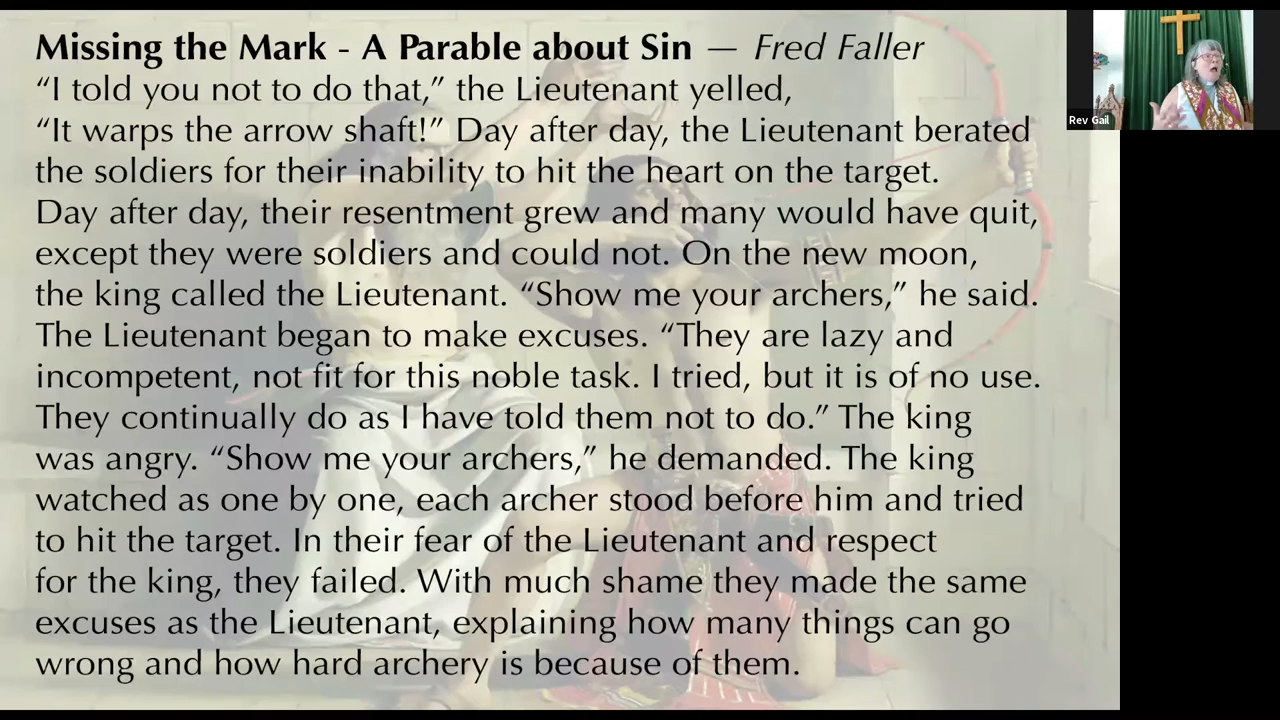 Missing the Mark - A Parable about Sin — Fred Faller
“I told you not to do that,” the Lieutenant yelled,
“It warps the arrow shaft!” Day after day, the Lieutenant berated
the soldiers for their inability to hit the heart on the target.
Day after day, their resentment grew and many would have quit,
except they were soldiers and could not. On the new moon,
the king called the Lieutenant. “Show me your archers,” he said.
The Lieutenant began to make excuses. “They are lazy and
incompetent, not fit for this noble task. I tried, but it is of no use.
They continually do as I have told them not to do.” The king
was angry. “Show me your archers,” he demanded. The king
watched as one by one, each archer stood before him and tried
to hit the target. In their fear of the Lieutenant and respect
for the king, they failed. With much shame they made the same
excuses as the Lieutenant, explaining how many things can go
wrong and how hard archery is because of them.
Rev Gail